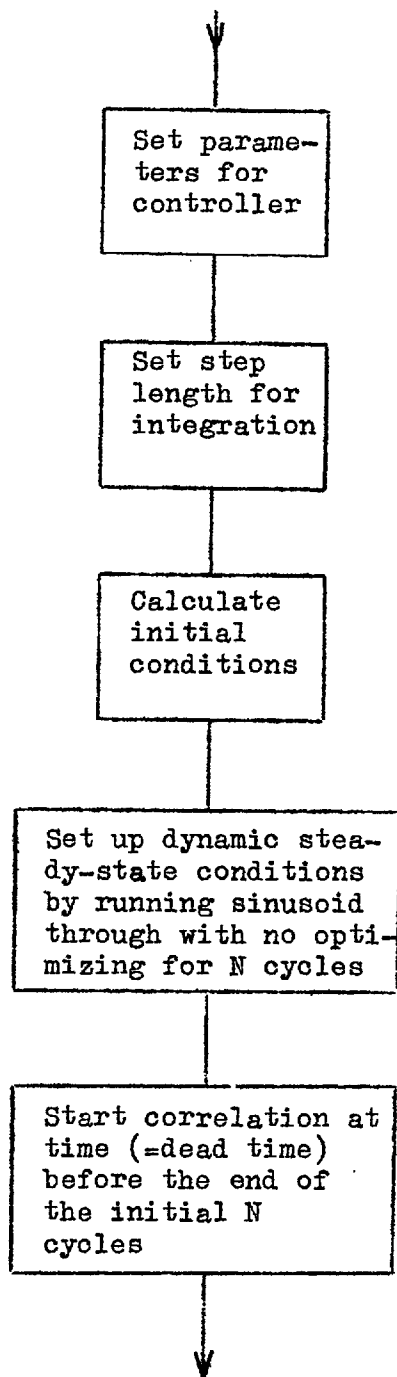 Set parame-
ters for
controller
Set step
length for
integration
Calculate
initial
conditions
Set up dynamic stea-
dy-state conditions
by running sinusoid
through with no opti-
mizing for N cycles
Start correlation at
time (=dead time)
before the end of
the initial N
cycles